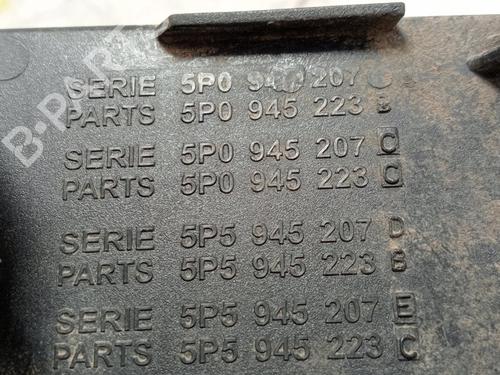 B-PARTS
SERIE 5P0 207
PARTS 5P0 945 223 B
SERIE 5P0 945 207 C
PARTS 5P0 945 223 C
SERIE 5P5 945 207 D
PARTS 5P5 945 223 B
SERIE 5P5 945 207 E
PARTS 5P5 945 223 C